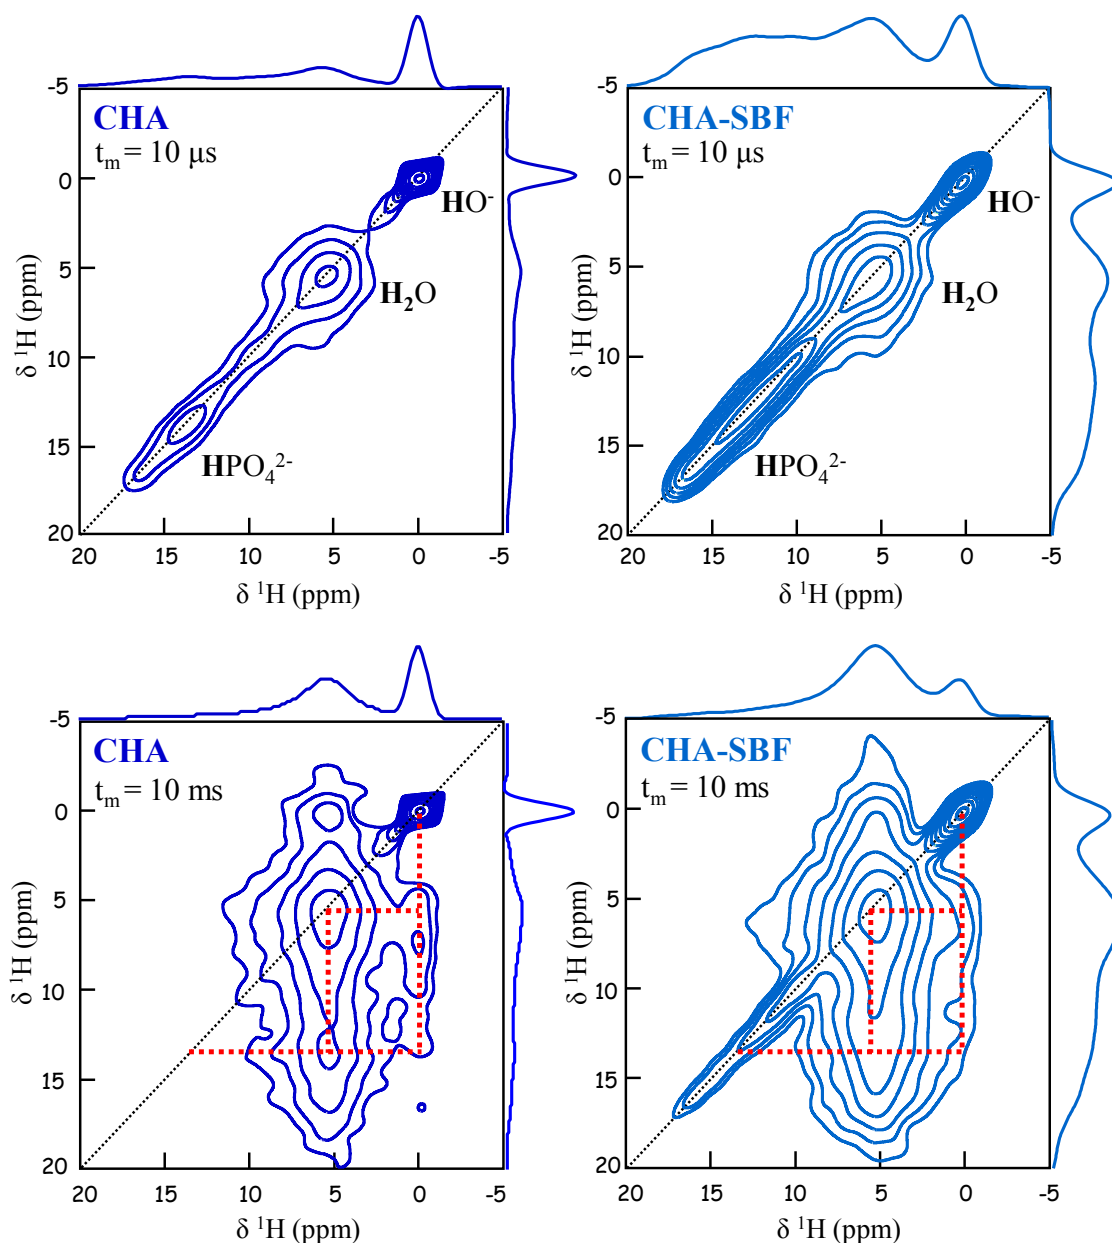 -5
CHA
tm = 10 μs
0
HO-
5
H2O
10
15
HPO42-
20
20 15 10 5 0 -5
δ 1H (ppm)
δ 1H (ppm)
-5
CHA-SBF
tm = 10 μs
0
HO-
5
H2O
10
15
HPO42-
20
20 15 10 5 0 -5
δ 1H (ppm)
δ 1H (ppm)
-5
CHA
tm = 10 ms
0
5
10
15
20
20 15 10 5 0 -5
δ 1H (ppm)
δ 1H (ppm)
-5
CHA-SBF
tm = 10 ms
0
5
10
15
20
20 15 10 5 0 -5
δ 1H (ppm)
δ 1H (ppm)